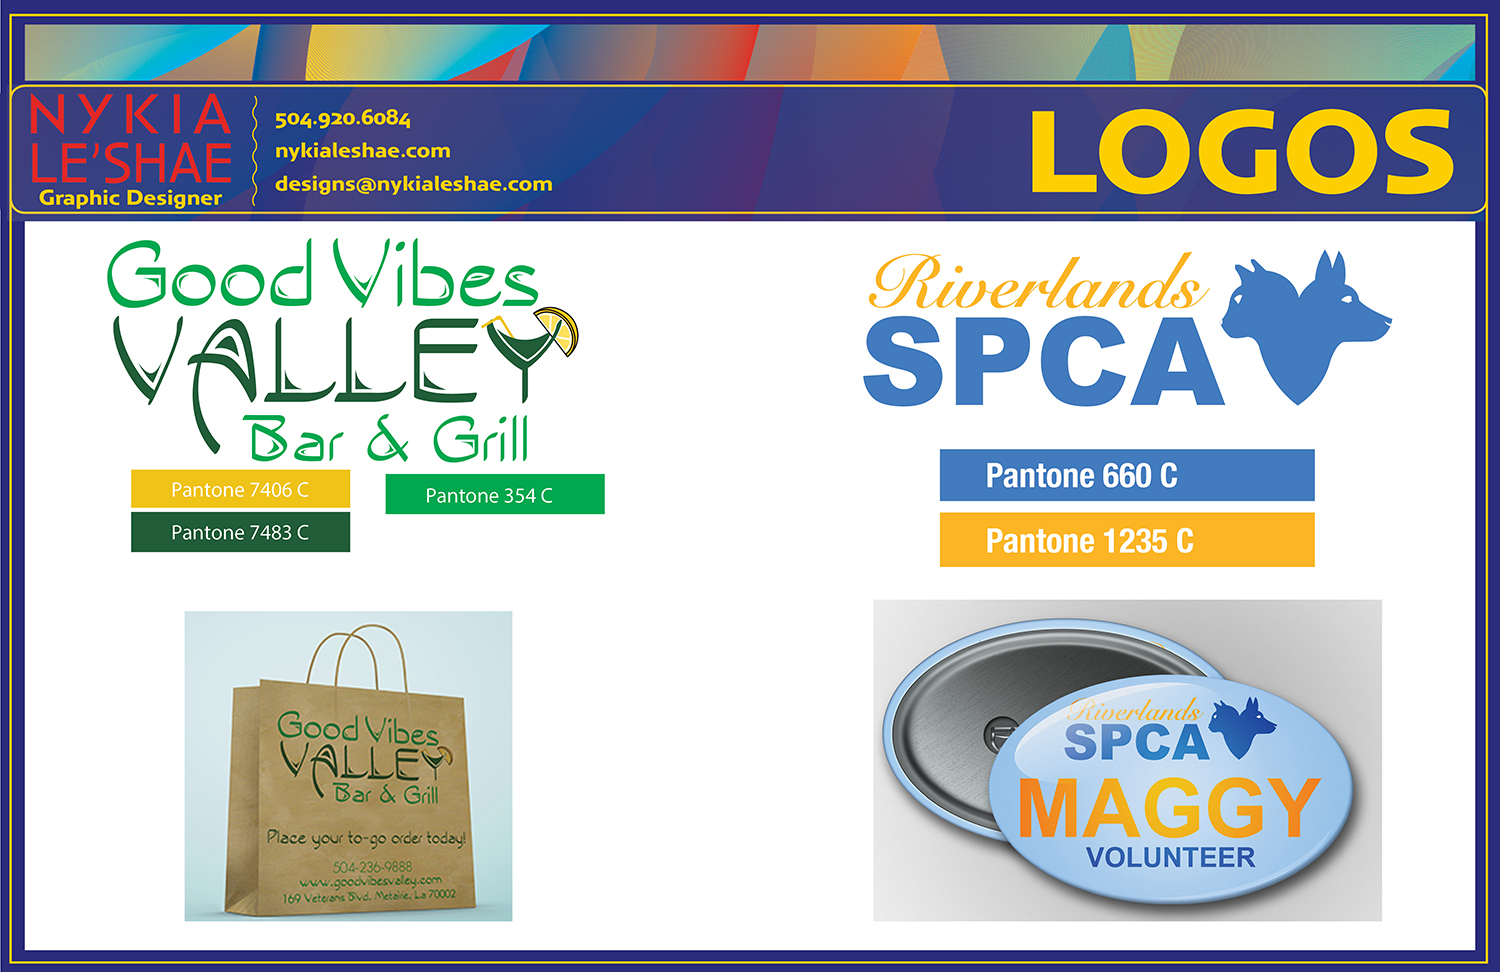 NYKIA
LE'SHAE
Graphic Designer
504.920.6084
nykialeshae.com
designs@nykialeshae.com
LOGOS
Good Vibes
VALLEY
Bar & Grill
Pantone 7406 C
Pantone 7483 C
Pantone 354 C
Riverlands
SPCA
Pantone 660 C
Pantone 1235 C
Good Vibes
VALLEY
Bar & Grill
Place your to-go order today!
504-236-9888
www.goodvibesvalley.com
169 Veterans Blvd. Metairie, La 70002
Riverlands
SPCA
MAGGY
VOLUNTEER